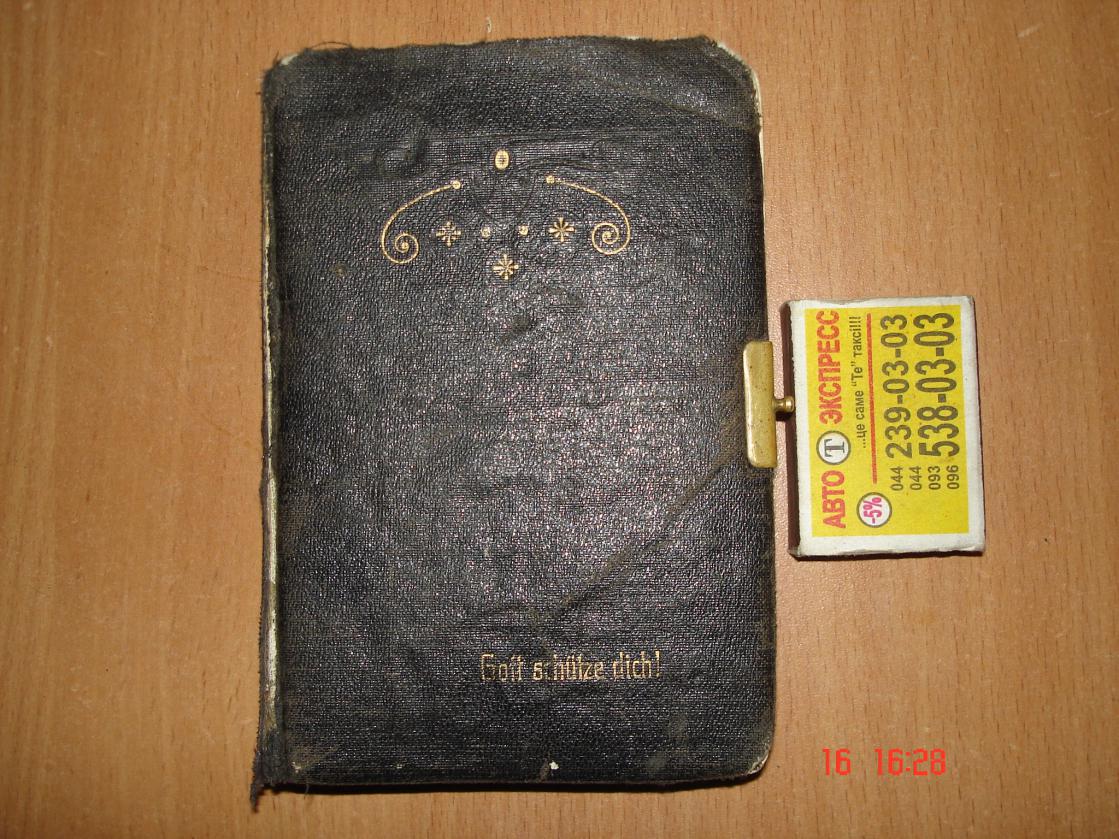 Gott schütze dich!
АВТО Т ЭКСПРЕСС
...це саме "Те" таксі!!!
-5%
044 239-03-03
044
093 538-03-03
096
16 16:28